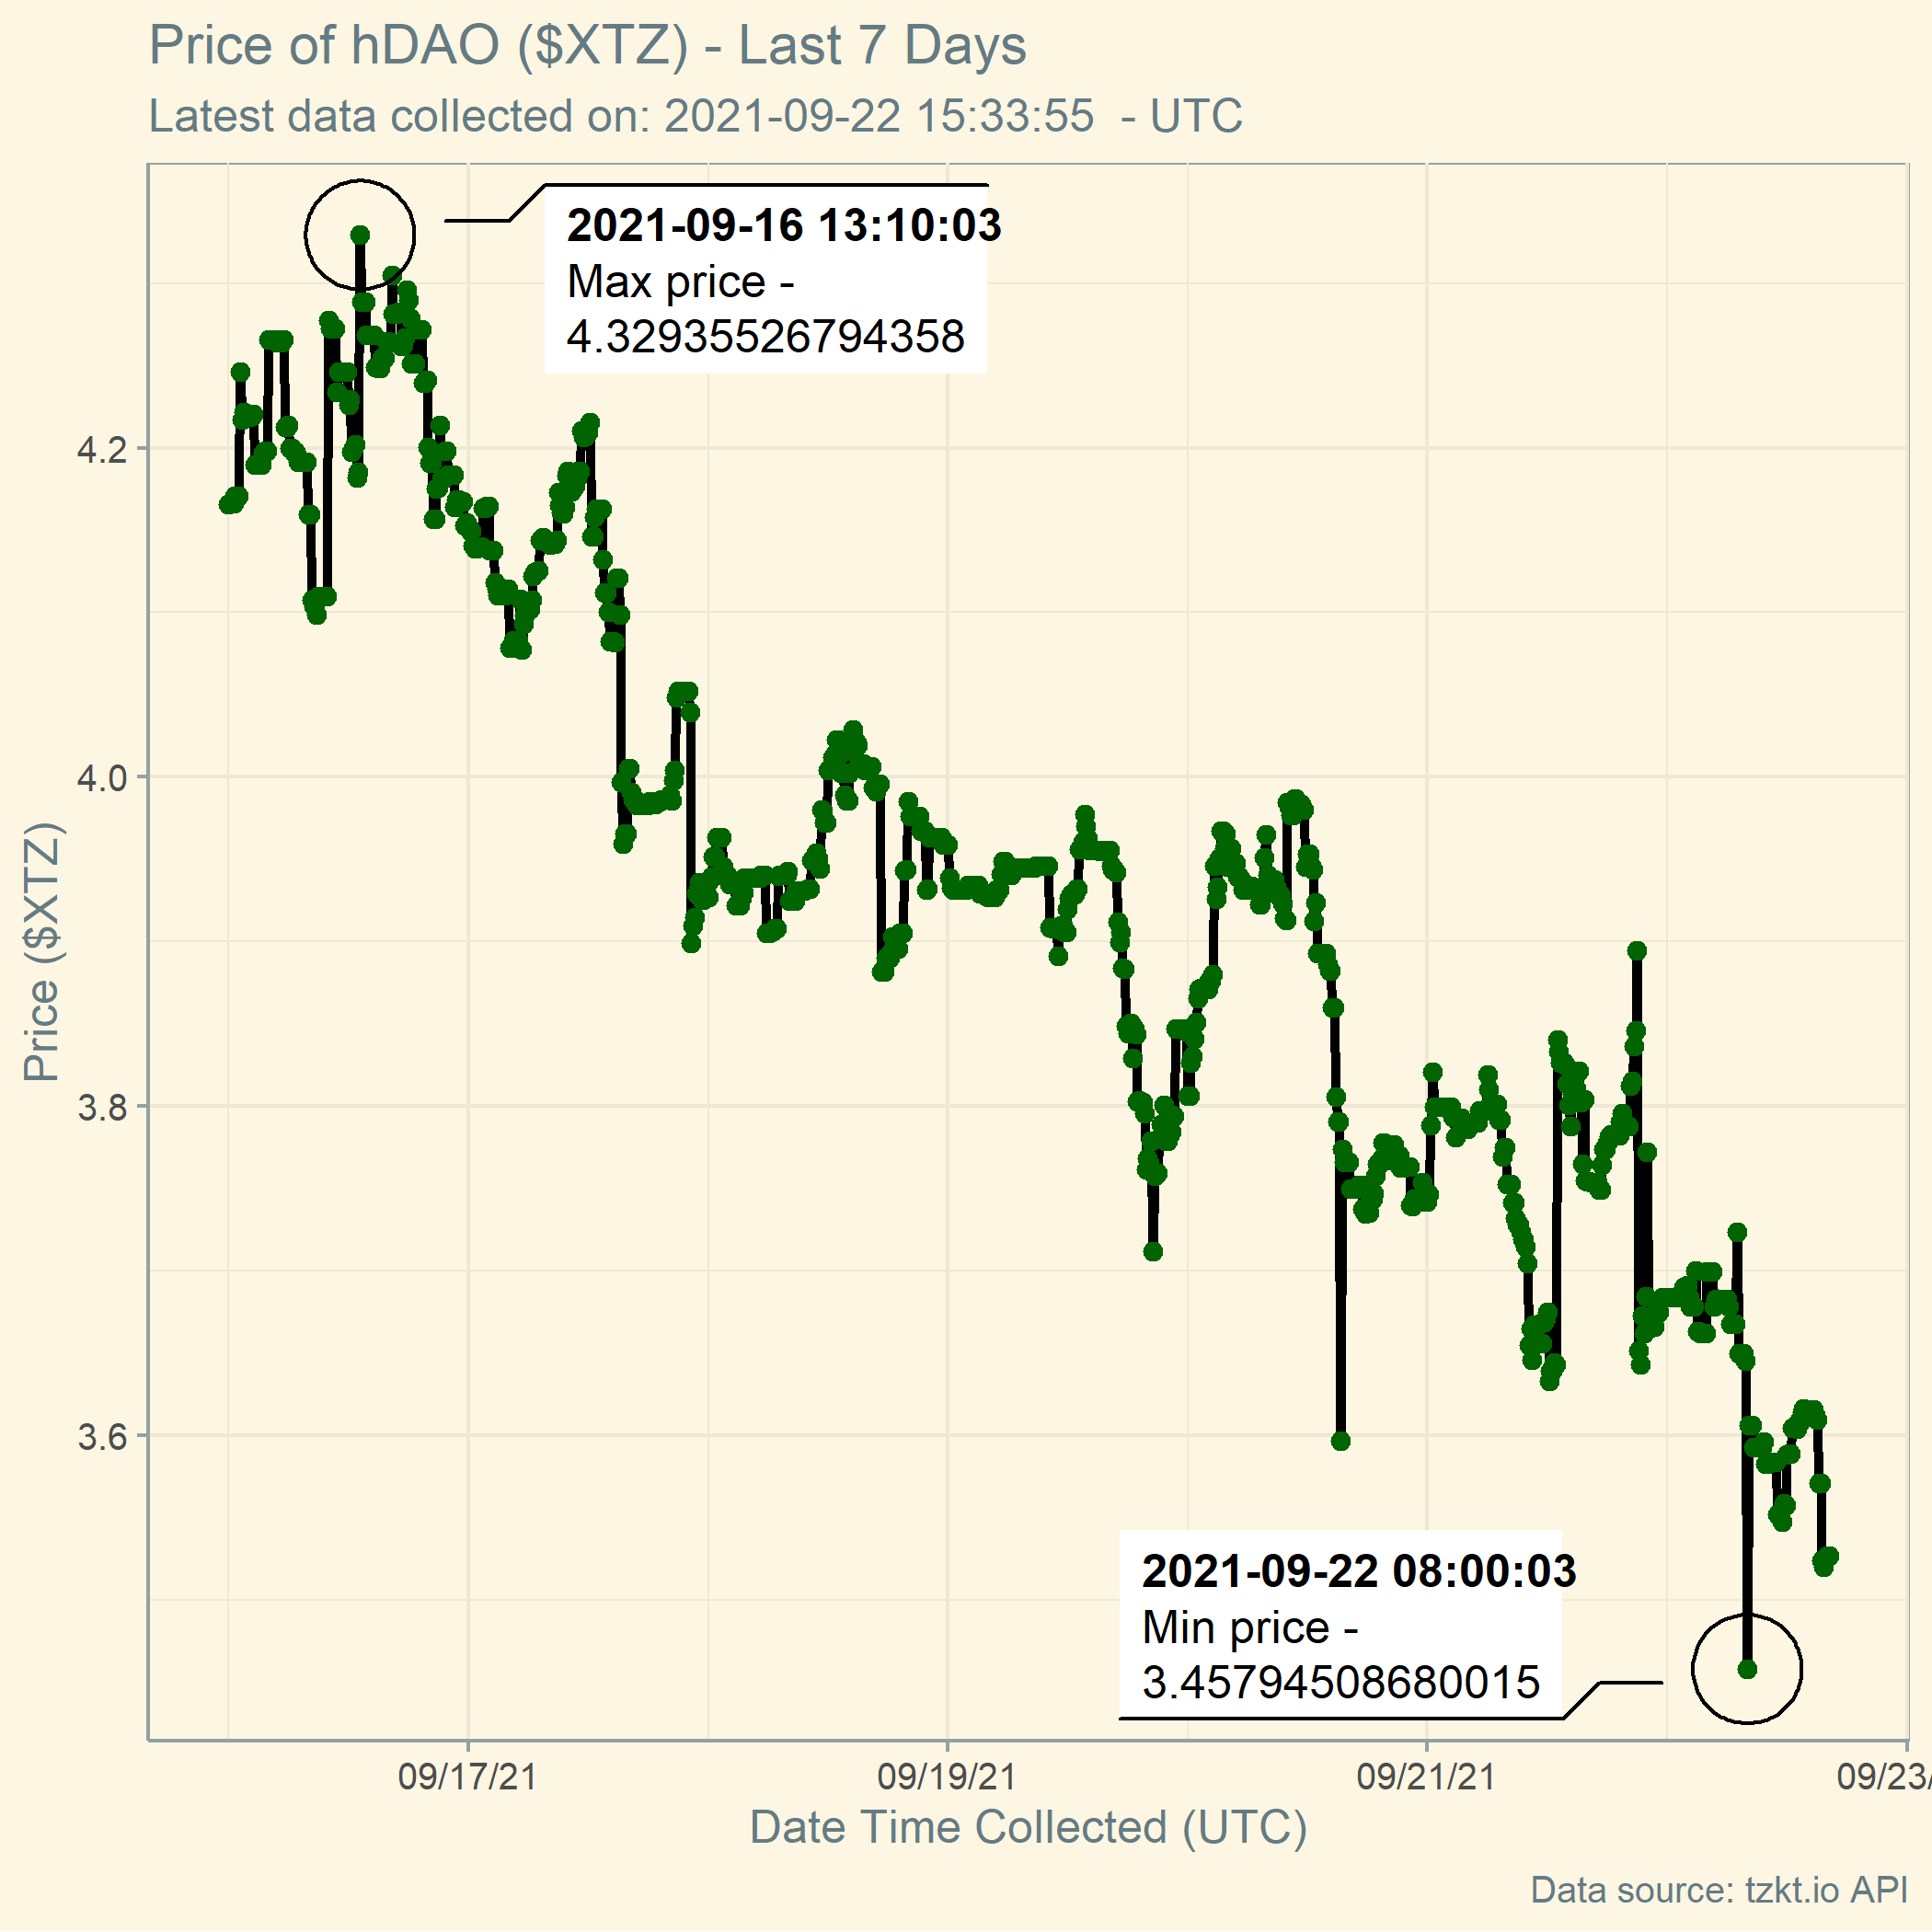 Price of hDAO ($XTZ) - Last 7 Days
Latest data collected on: 2021-09-22 15:33:55  - UTC
2021-09-16 13:10:03
Max price -
4.32935526794358
4.2
4.0
3.8
3.6
Price ($XTZ)
2021-09-22 08:00:03
Min price -
3.45794508680015
09/17/21 09/19/21 09/21/21 09/23/
Date Time Collected (UTC)
Data source: tzkt.io API